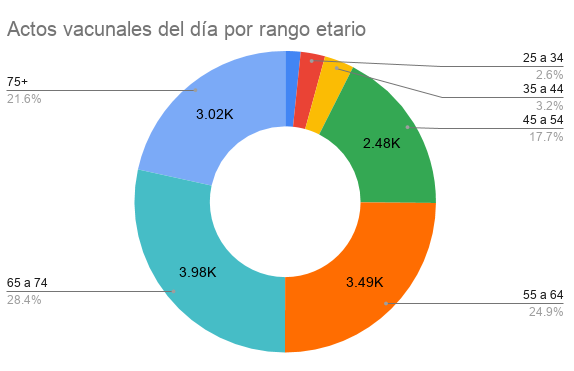 Actos vacunales del día por rango etario
25 a 34
2.6%
35 a 44
3.2%
45 a 54
17.7%
75+
21.6%
3.02K
2.48K
3.98K
3.49K
65 a 74
28.4%
55 a 64
24.9%